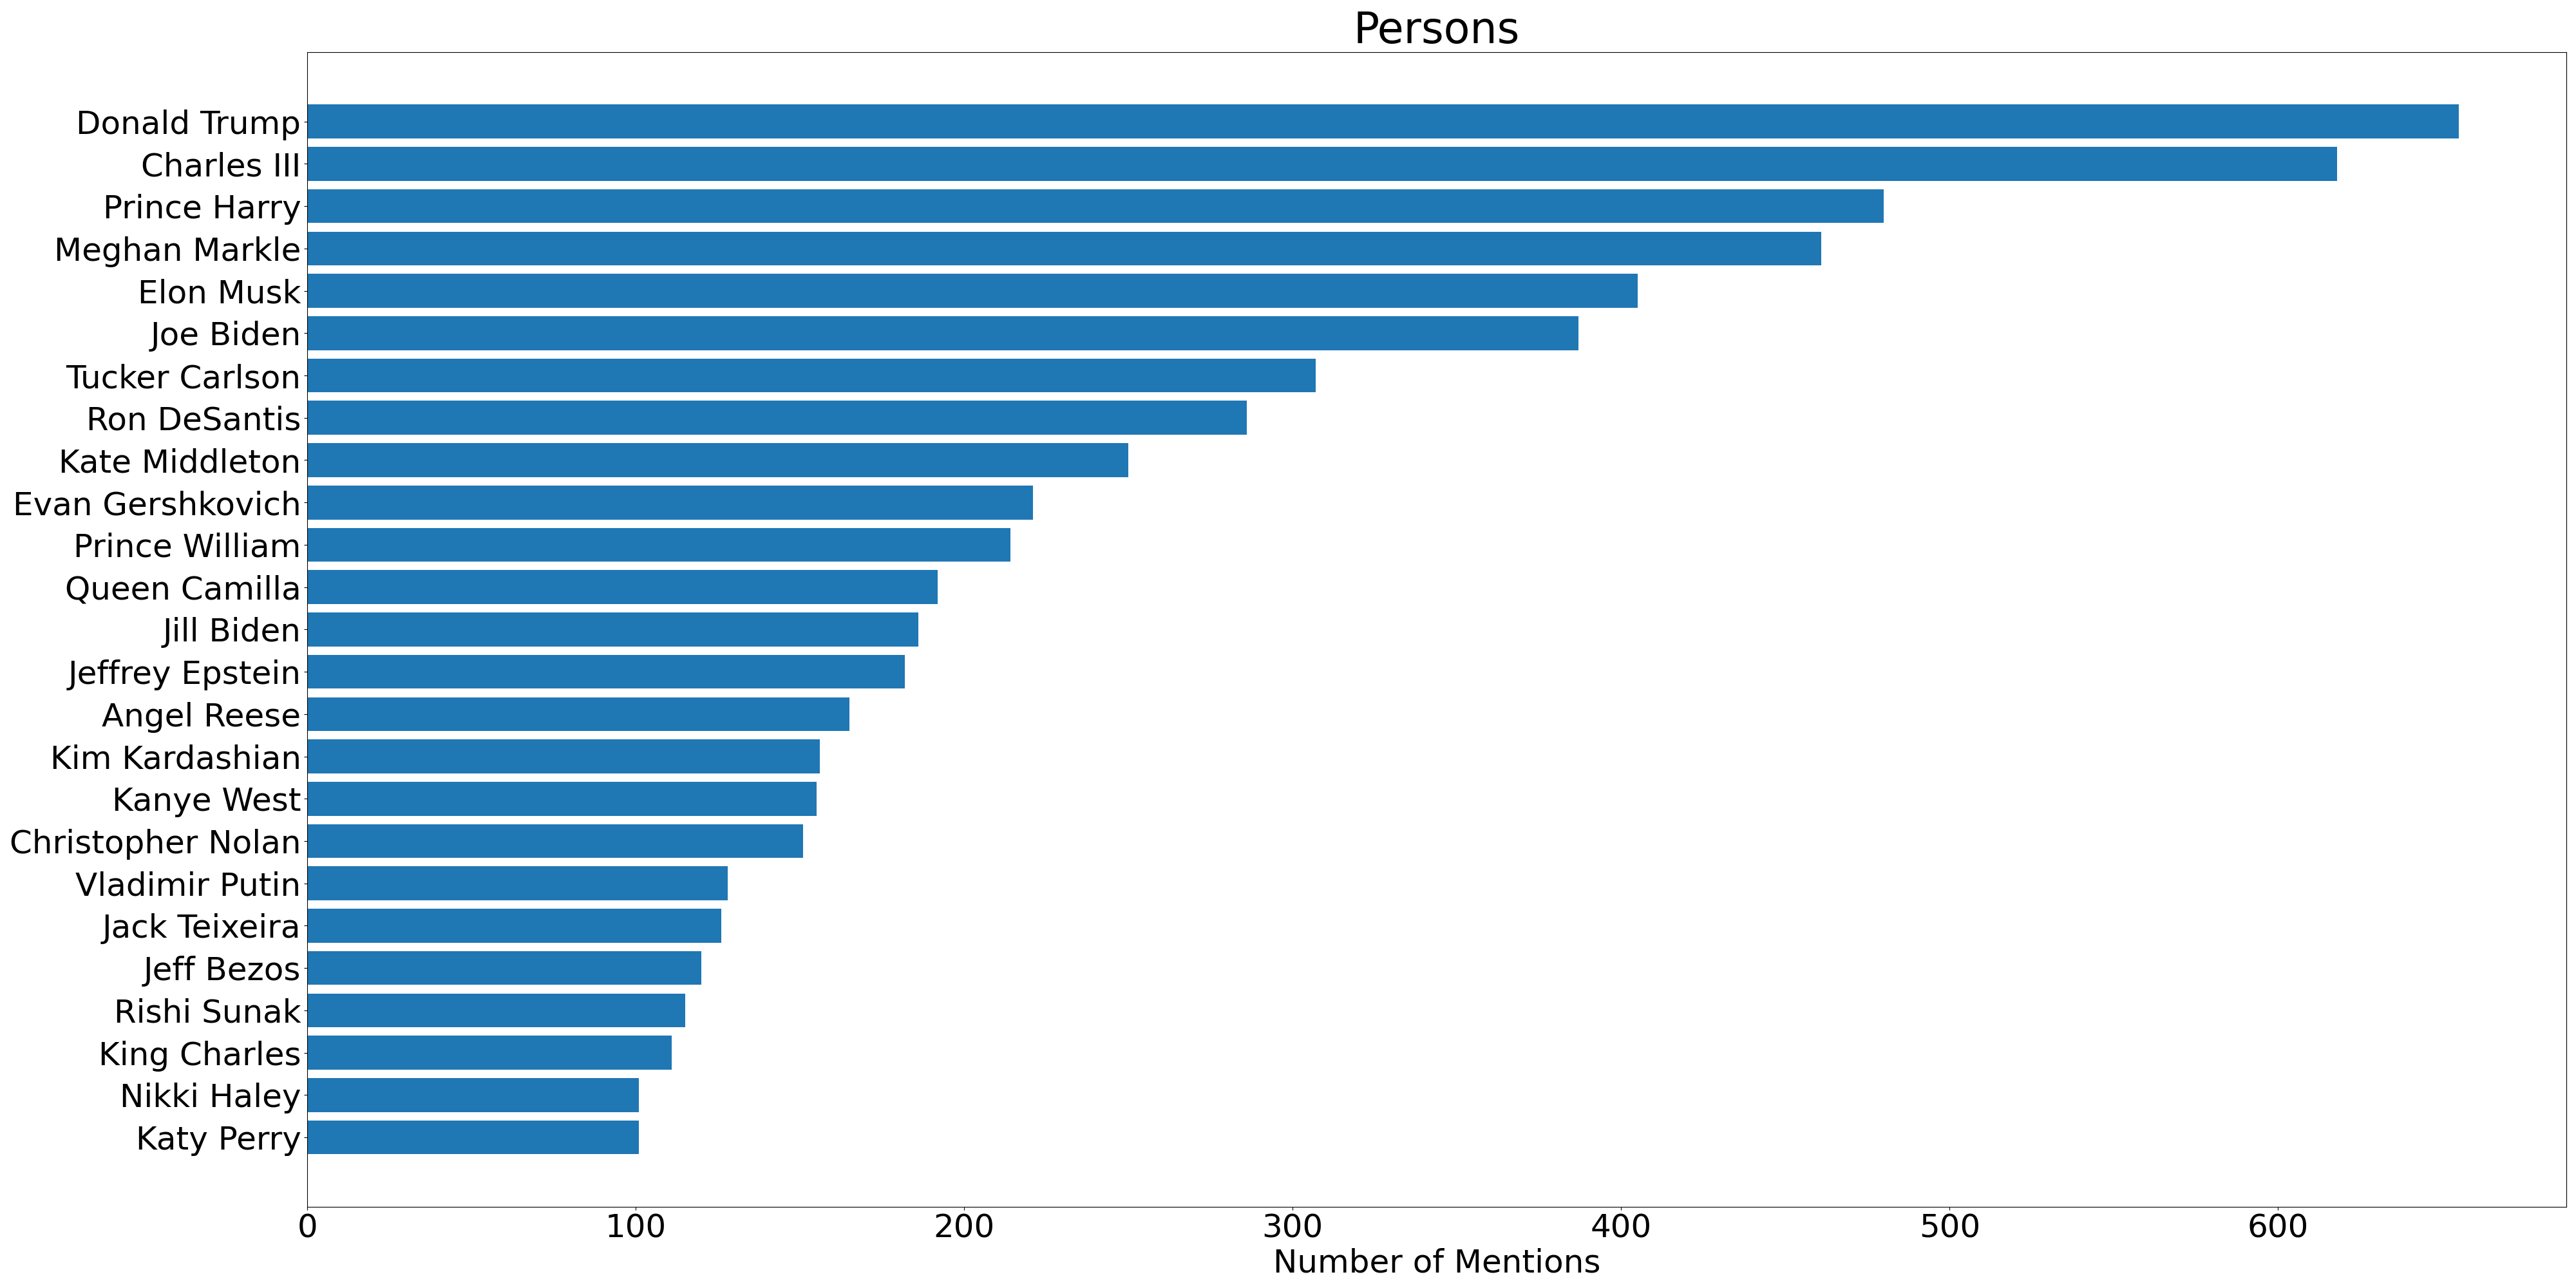 Persons
Donald Trump
Charles III
Prince Harry
Meghan Markle
Elon Musk
Joe Biden
Tucker Carlson
Ron DeSantis
Kate Middleton
Evan Gershkovich
Prince William
Queen Camilla
Jill Biden
Jeffrey Epstein
Angel Reese
Kim Kardashian
Kanye West
Christopher Nolan
Vladimir Putin
Jack Teixeira
Jeff Bezos
Rishi Sunak
King Charles
Nikki Haley
Katy Perry
0 100 200 300 400 500 600
Number of Mentions